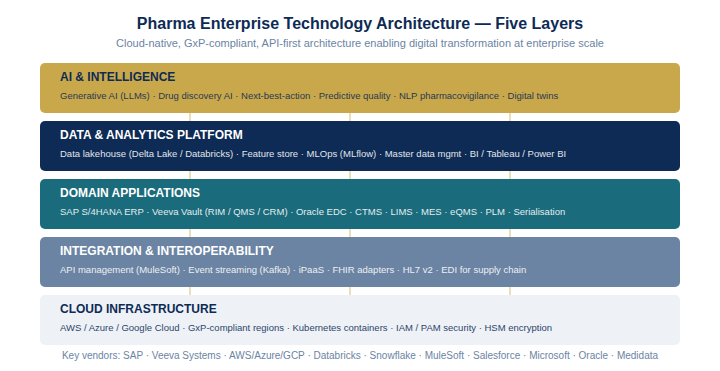 Pharma Enterprise Technology Architecture — Five Layers
Cloud-native, GxP-compliant, API-first architecture enabling digital transformation at enterprise scale
AI & INTELLIGENCE
Generative AI (LLMs) · Drug discovery AI · Next-best-action · Predictive quality · NLP pharmacovigilance · Digital twins
DATA & ANALYTICS PLATFORM
Data lakehouse (Delta Lake / Databricks) · Feature store · MLOps (MLflow) · Master data mgmt · BI / Tableau / Power BI
DOMAIN APPLICATIONS
SAP S/4HANA ERP · Veeva Vault (RIM / QMS / CRM) · Oracle EDC · CTMS · LIMS · MES · eQMS · PLM · Serialisation
INTEGRATION & INTEROPERABILITY
API management (MuleSoft) · Event streaming (Kafka) · iPaaS · FHIR adapters · HL7 v2 · EDI for supply chain
CLOUD INFRASTRUCTURE
AWS / Azure / Google Cloud · GxP-compliant regions · Kubernetes containers · IAM / PAM security · HSM encryption
Key vendors: SAP · Veeva Systems · AWS/Azure/GCP · Databricks · Snowflake · MuleSoft · Salesforce · Microsoft · Oracle · Medidata